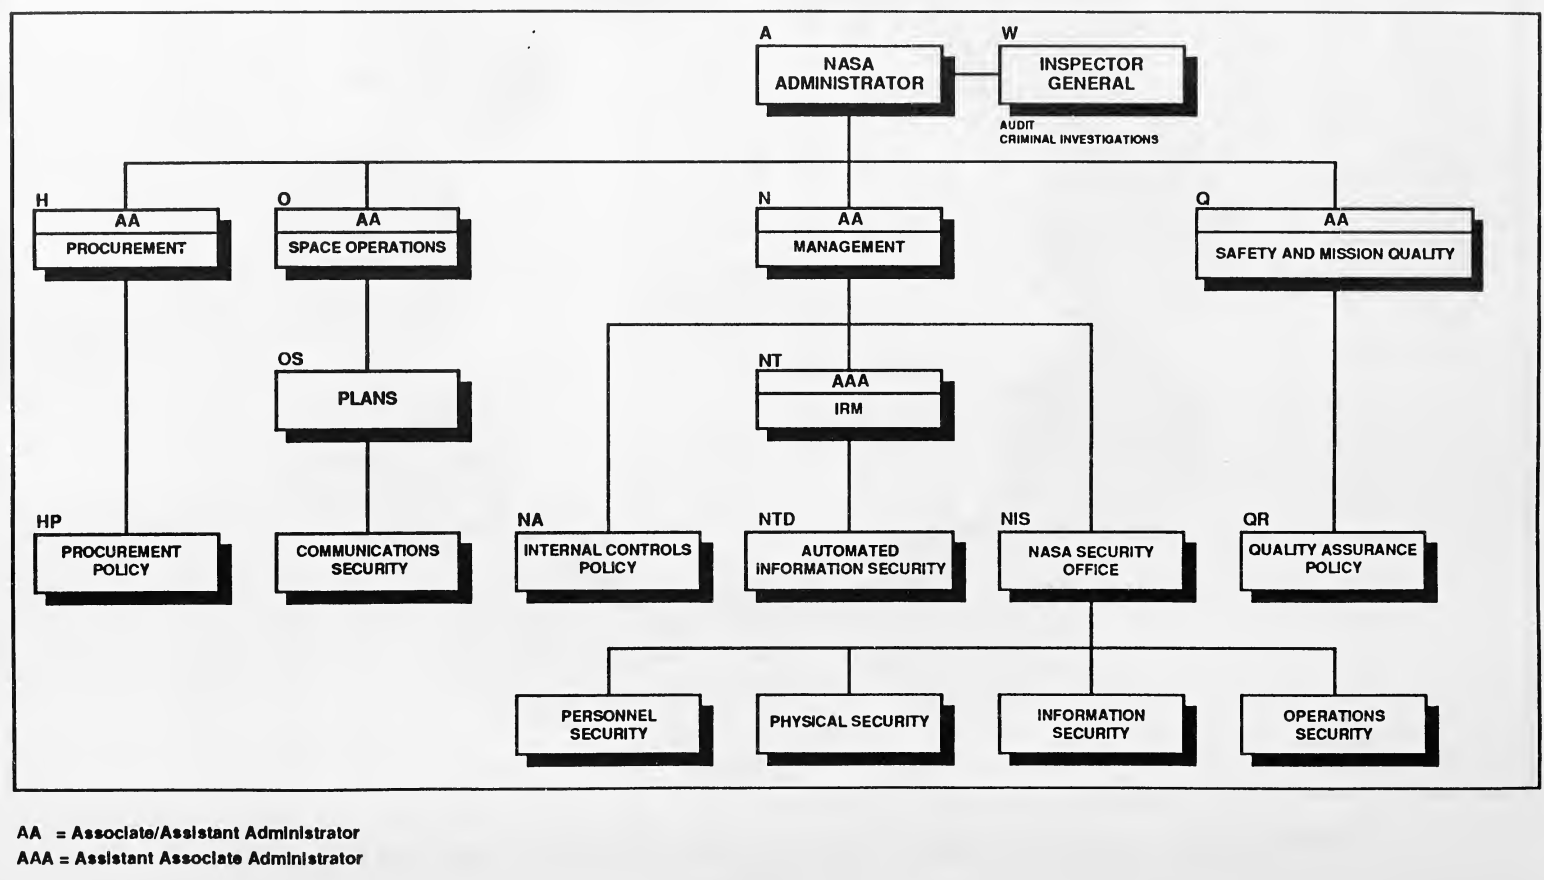 A
NASA
ADMINISTRATOR
W
INSPECTOR
GENERAL
AUDIT
CRIMINAL INVESTIGATIONS
H
AA
PROCUREMENT
O
AA
SPACE OPERATIONS
N
AA
MANAGEMENT
Q
AA
SAFETY AND MISSION QUALITY
OS
PLANS
NT
AAA
IRM
HP
PROCUREMENT
POLICY
COMMUNICATIONS
SECURITY
NA
INTERNAL CONTROLS
POLICY
NTD
AUTOMATED
INFORMATION SECURITY
NIS
NASA SECURITY
OFFICE
QR
QUALITY ASSURANCE
POLICY
PERSONNEL
SECURITY
PHYSICAL SECURITY
INFORMATION
SECURITY
OPERATIONS
SECURITY
AA = Associate/Assistant Administrator
AAA = Assistant Associate Administrator